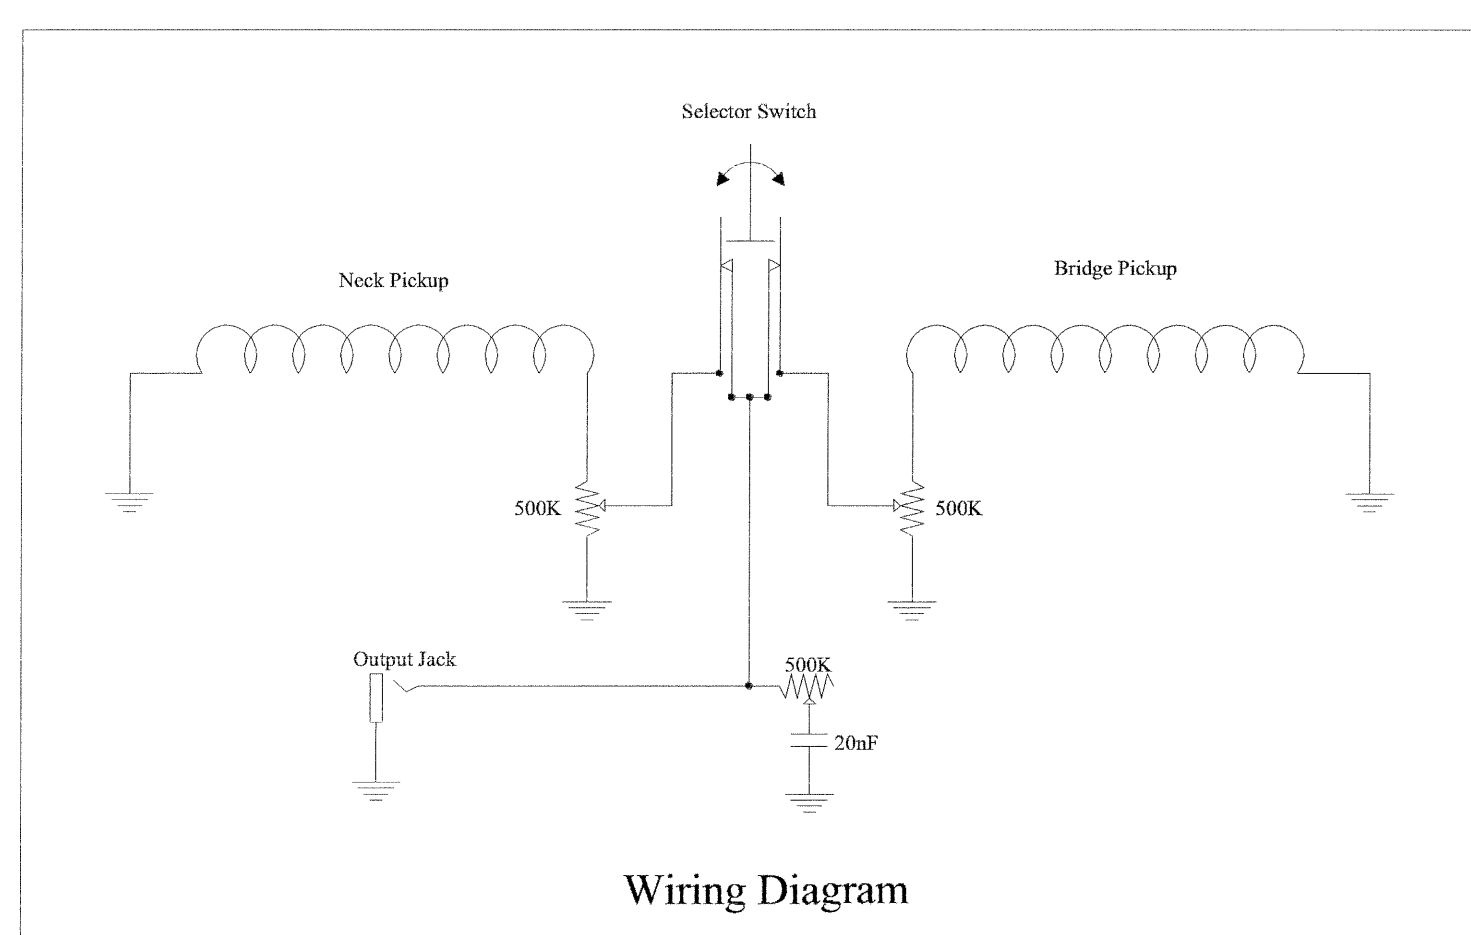 Selector Switch
Neck Pickup
Bridge Pickup
500K
500K
Output Jack
500K
20nF
Wiring Diagram